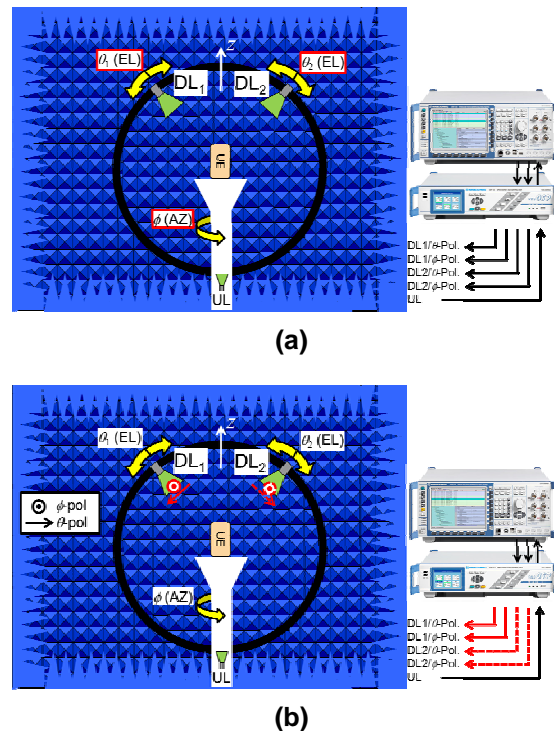 θ₁ (EL)
z
θ₂ (EL)
DL₁
DL₂
UE
ϕ (AZ)
UL
DL1/θ-Pol.
DL1/ϕ-Pol.
DL2/θ-Pol.
DL2/ϕ-Pol.
UL
(a)
θ₁ (EL)
z
θ₂ (EL)
DL₁
DL₂
ϕ-pol
θ-pol
UE
ϕ (AZ)
UL
DL1/θ-Pol.
DL1/ϕ-Pol.
DL2/θ-Pol.
DL2/ϕ-Pol.
UL
(b)